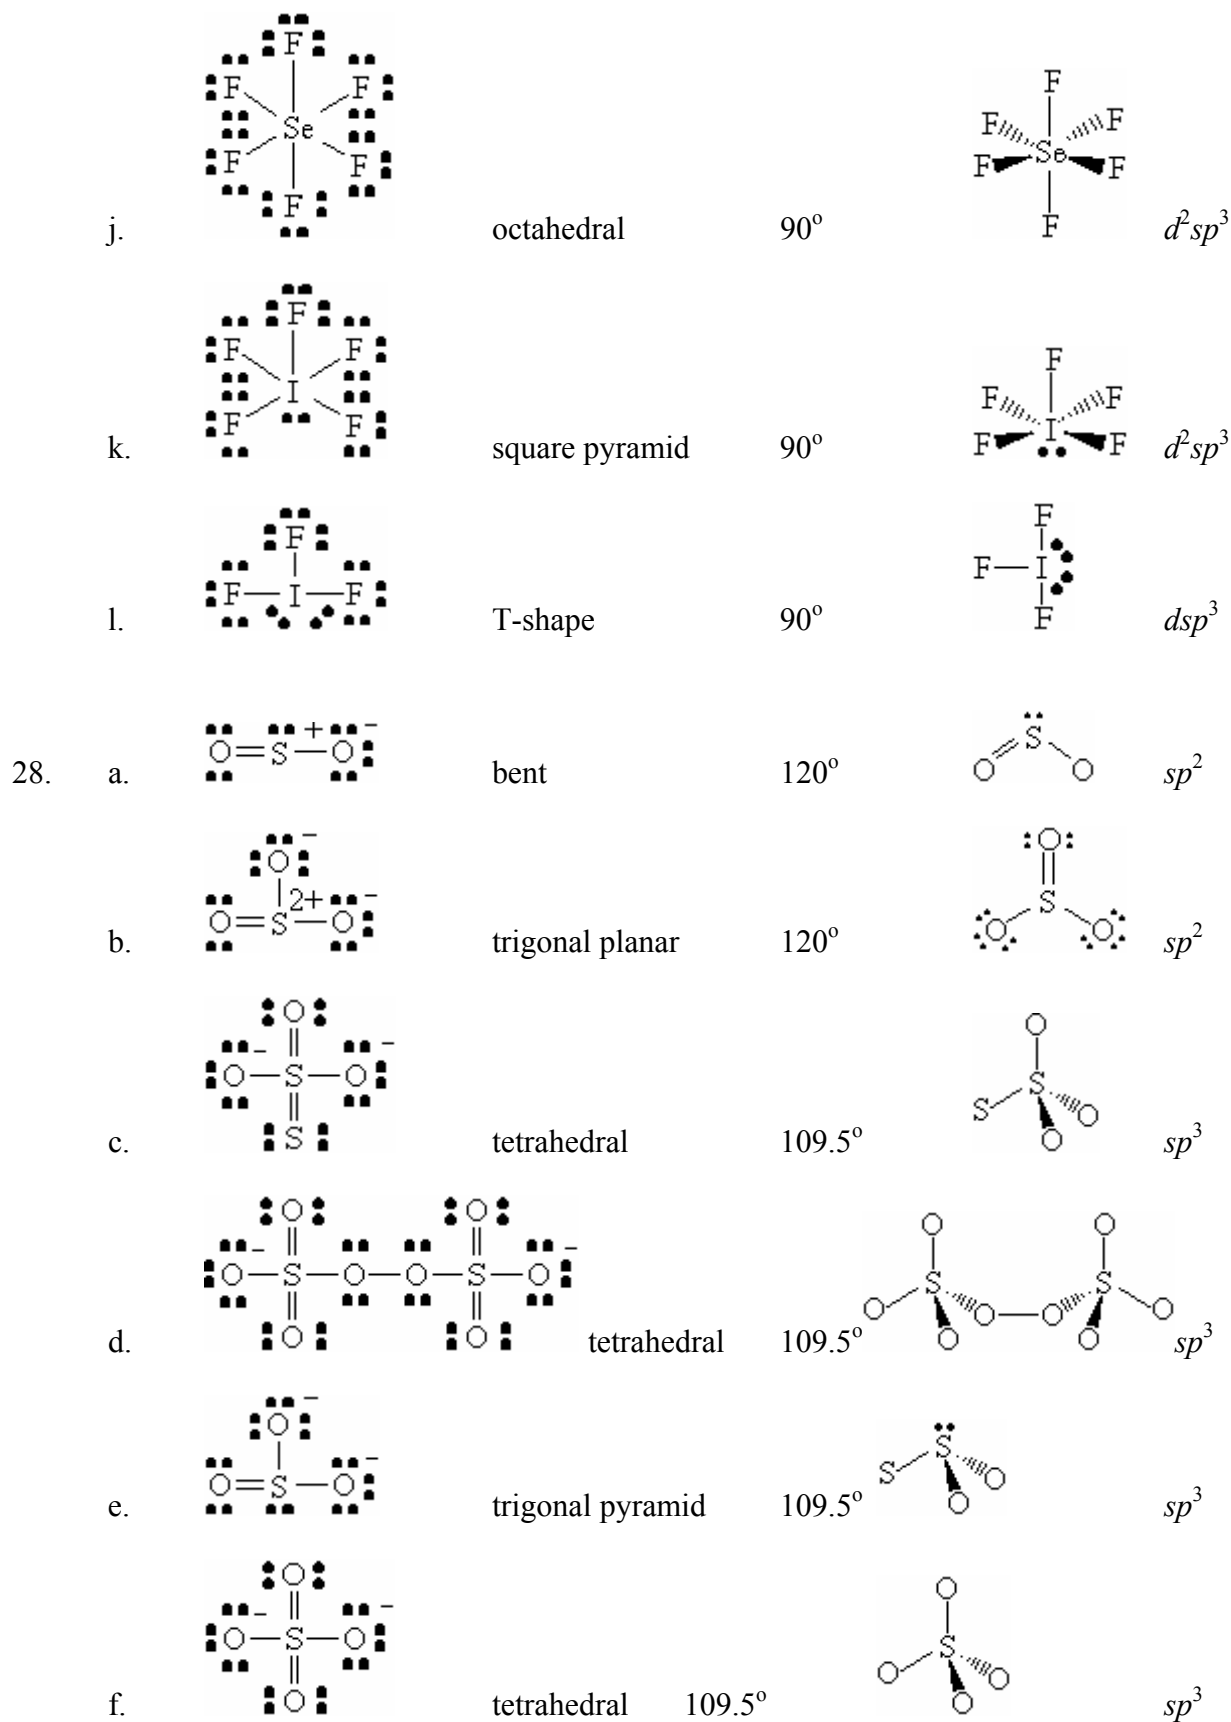 F
F F
Se
F F
F
F
F F
Se
F F
F
j. octahedral 90° d²sp³
F
F F
I
F F
F
F F
I
F F
k. square pyramid 90° d²sp³
F
F I F
F
F I
F
l. T-shape 90° dsp³
28. a. O=S+–O− bent 120° S O O sp²
O −
O=S 2+ –O −
O
S
O O
b. trigonal planar 120° sp²
O
− O S O −
S
O
S S O
O
c. tetrahedral 109.5° sp³
O O
− O S O O S O −
O O
O O
S S
O O O O
O O
d. tetrahedral 109.5° sp³
O −
O=S–O −
S S O
O
e. trigonal pyramid 109.5° sp³
O
− O S O −
O
O
S
O O
O
f. tetrahedral 109.5° sp³